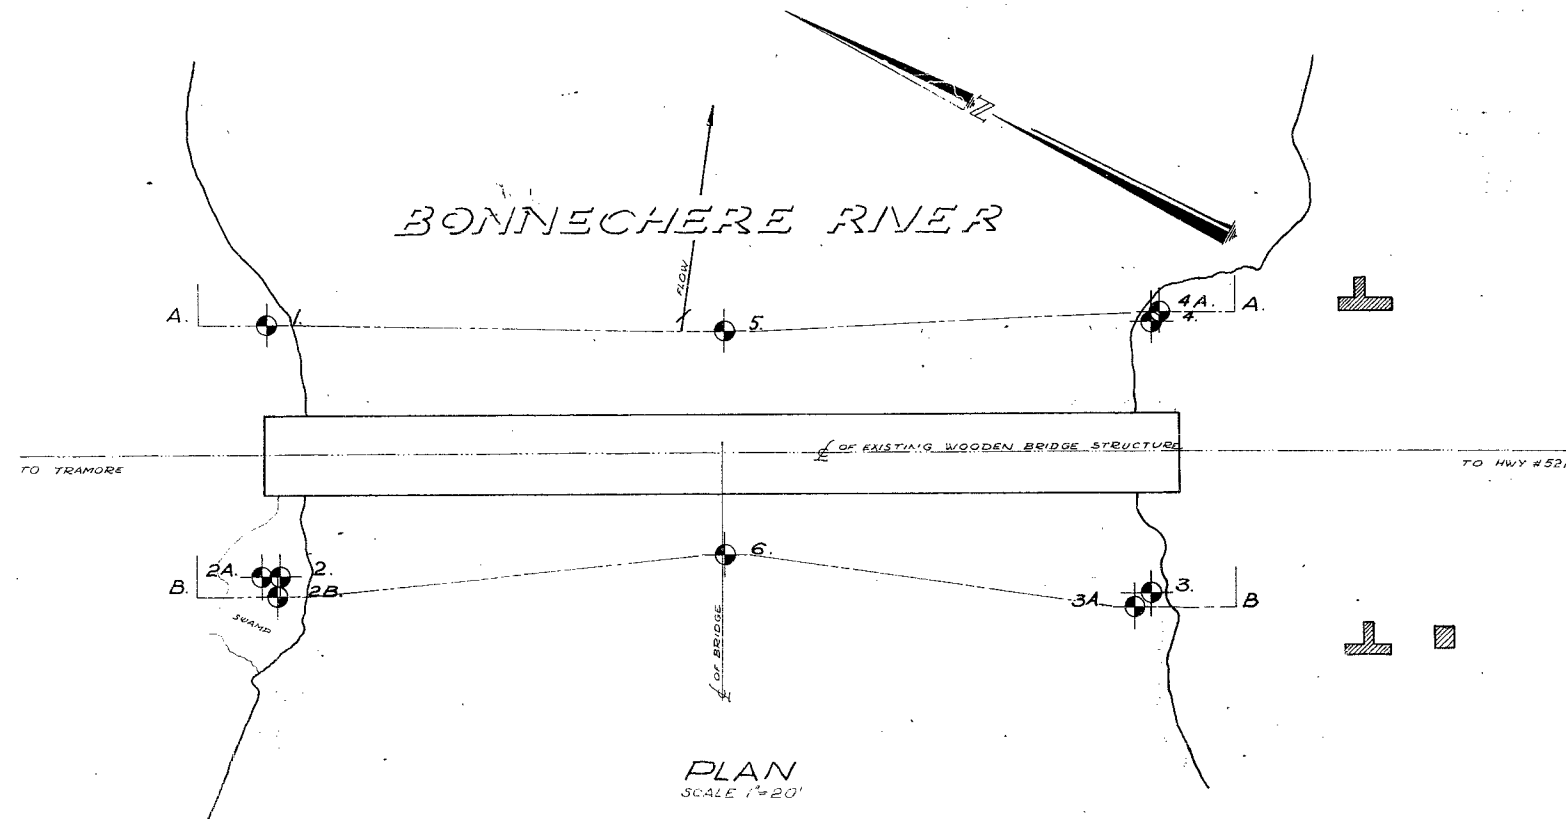 N
BONNECHERE RIVER
FLOW
A.
1.
5.
4A.
A.
4.
℄ OF EXISTING WOODEN BRIDGE STRUCTURE
TO TRAMORE
TO HWY #521
6.
2A.
2.
B.
2B.
3A
3.
B
SWAMP
℄ OF BRIDGE
PLAN
SCALE 1"=20'